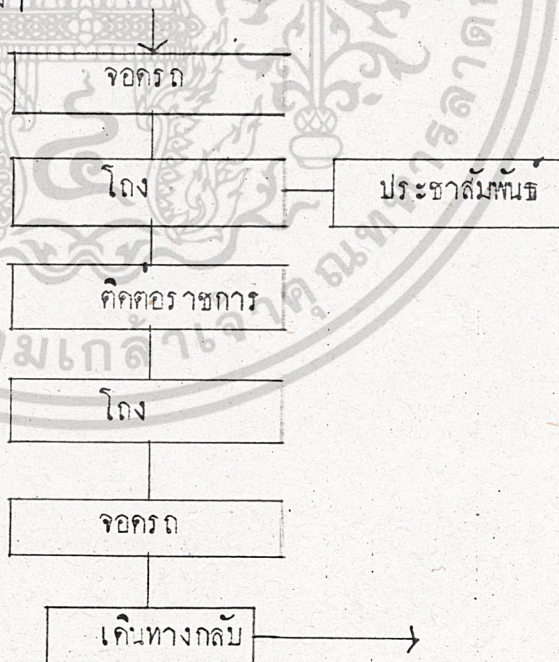 จอดรถ
โถง
ประชาสัมพันธ์
ติดต่อราชการ
โถง
จอดรถ
เดินทางกลับ